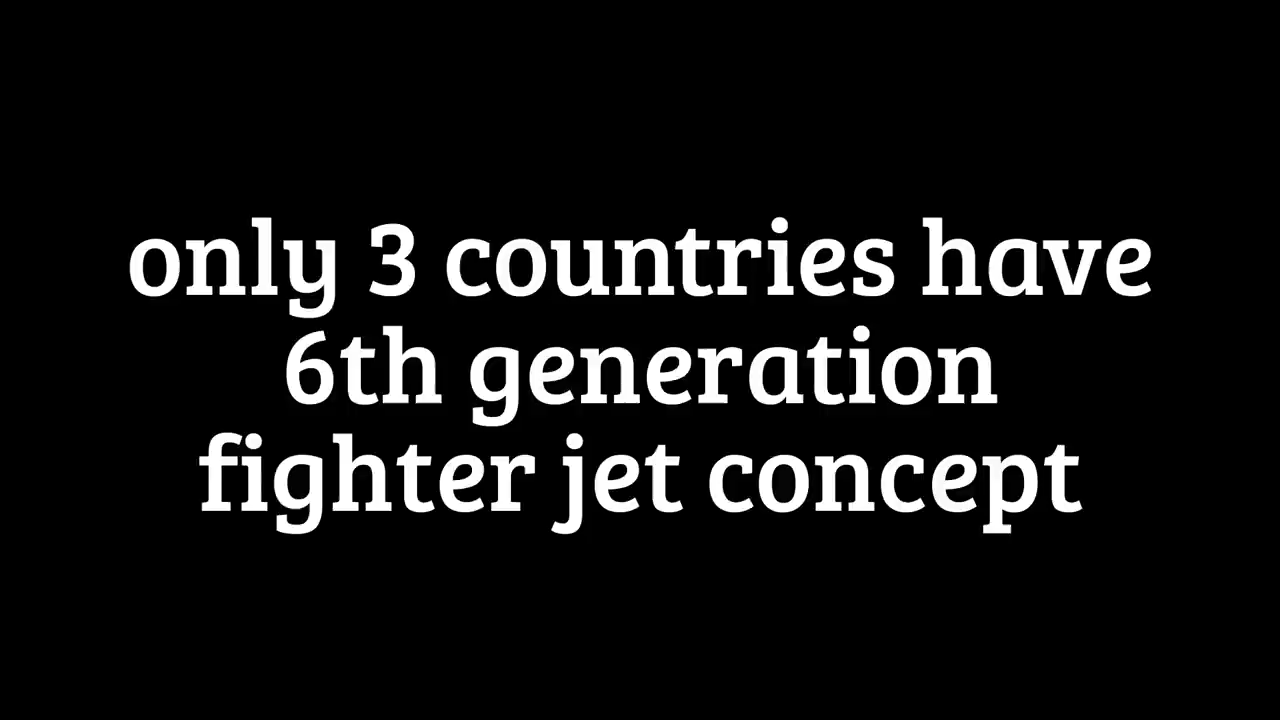 only 3 countries have
6th generation
fighter jet concept